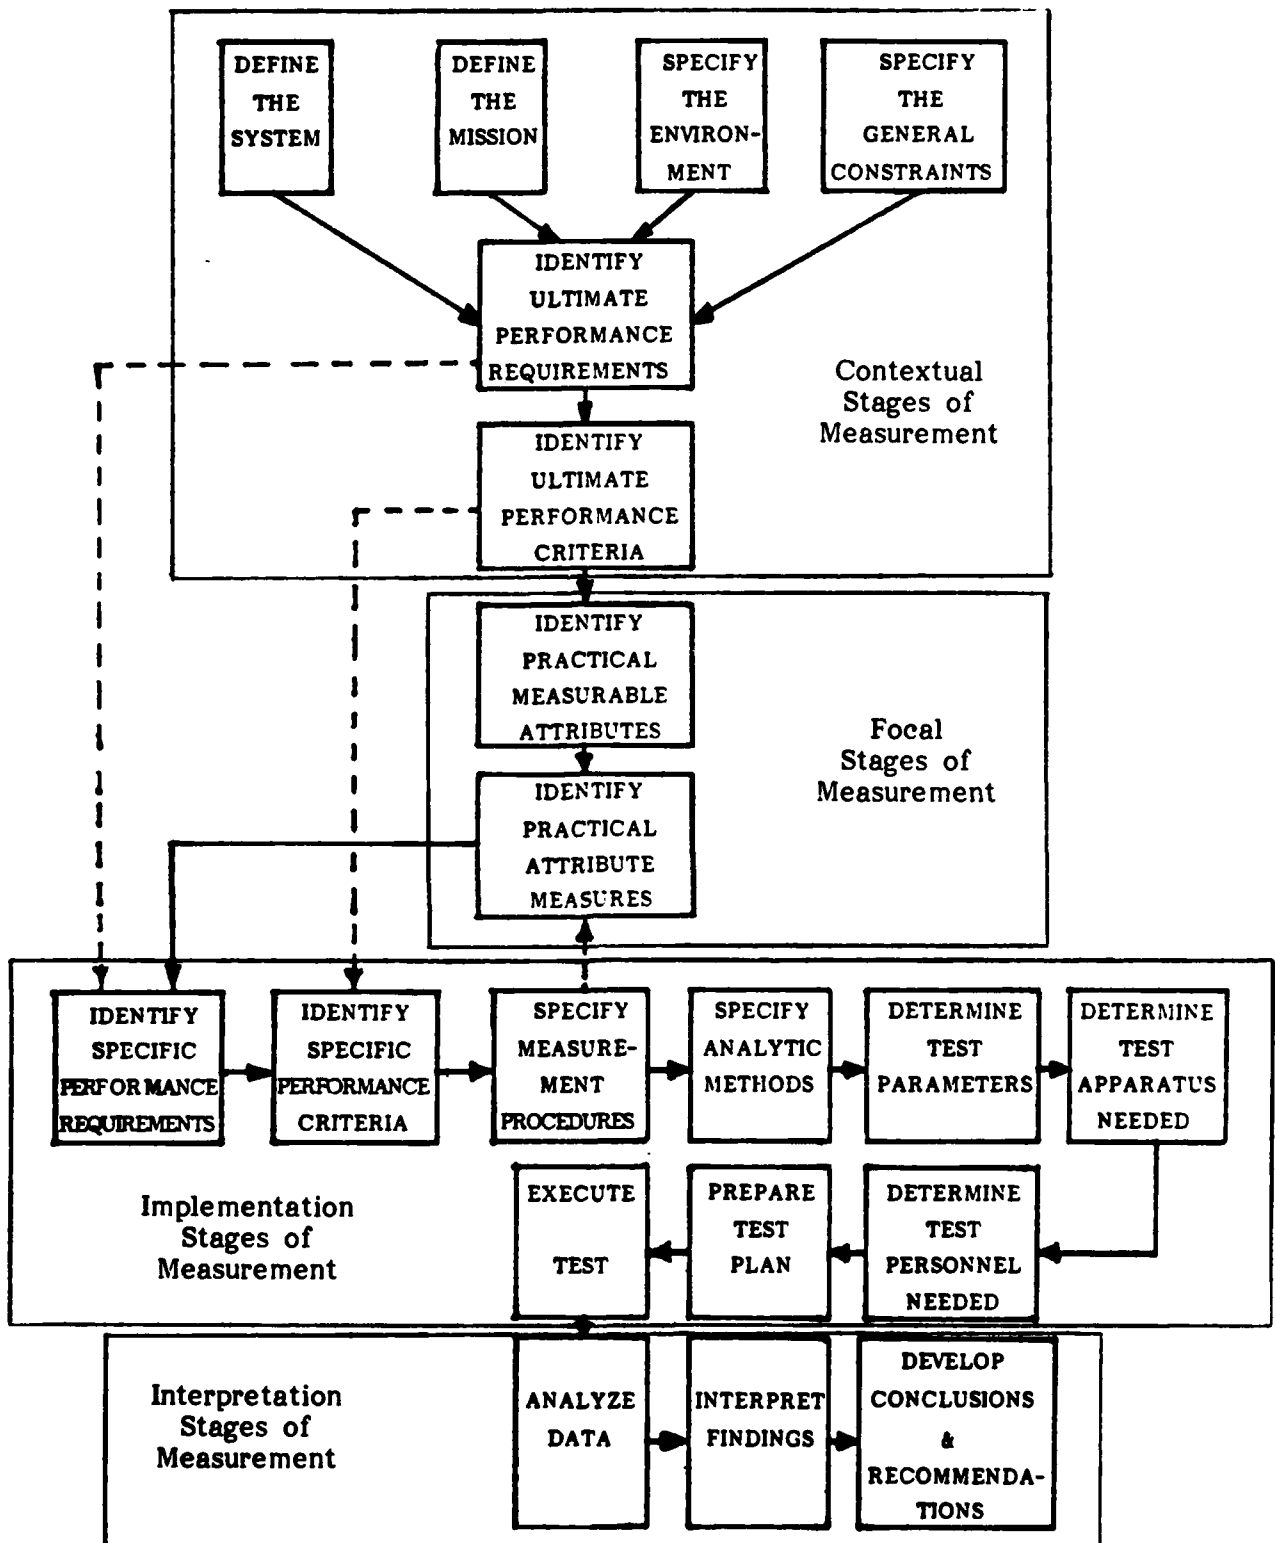 DEFINE
THE
SYSTEM
DEFINE
THE
MISSION
SPECIFY
THE
ENVIRON-
MENT
SPECIFY
THE
GENERAL
CONSTRAINTS
IDENTIFY
ULTIMATE
PERFORMANCE
REQUIREMENTS
Contextual
Stages of
Measurement
IDENTIFY
ULTIMATE
PERFORMANCE
CRITERIA
IDENTIFY
PRACTICAL
MEASURABLE
ATTRIBUTES
Focal
Stages of
Measurement
IDENTIFY
PRACTICAL
ATTRIBUTE
MEASURES
IDENTIFY
SPECIFIC
PERFORMANCE
REQUIREMENTS
IDENTIFY
SPECIFIC
PERFORMANCE
CRITERIA
SPECIFY
MEASURE-
MENT
PROCEDURES
SPECIFY
ANALYTIC
METHODS
DETERMINE
TEST
PARAMETERS
DETERMINE
TEST
APPARATUS
NEEDED
Implementation
Stages of
Measurement
EXECUTE
TEST
PREPARE
TEST
PLAN
DETERMINE
TEST
PERSONNEL
NEEDED
Interpretation
Stages of
Measurement
ANALYZE
DATA
INTERPRET
FINDINGS
DEVELOP
CONCLUSIONS
&
RECOMMENDA-
TIONS